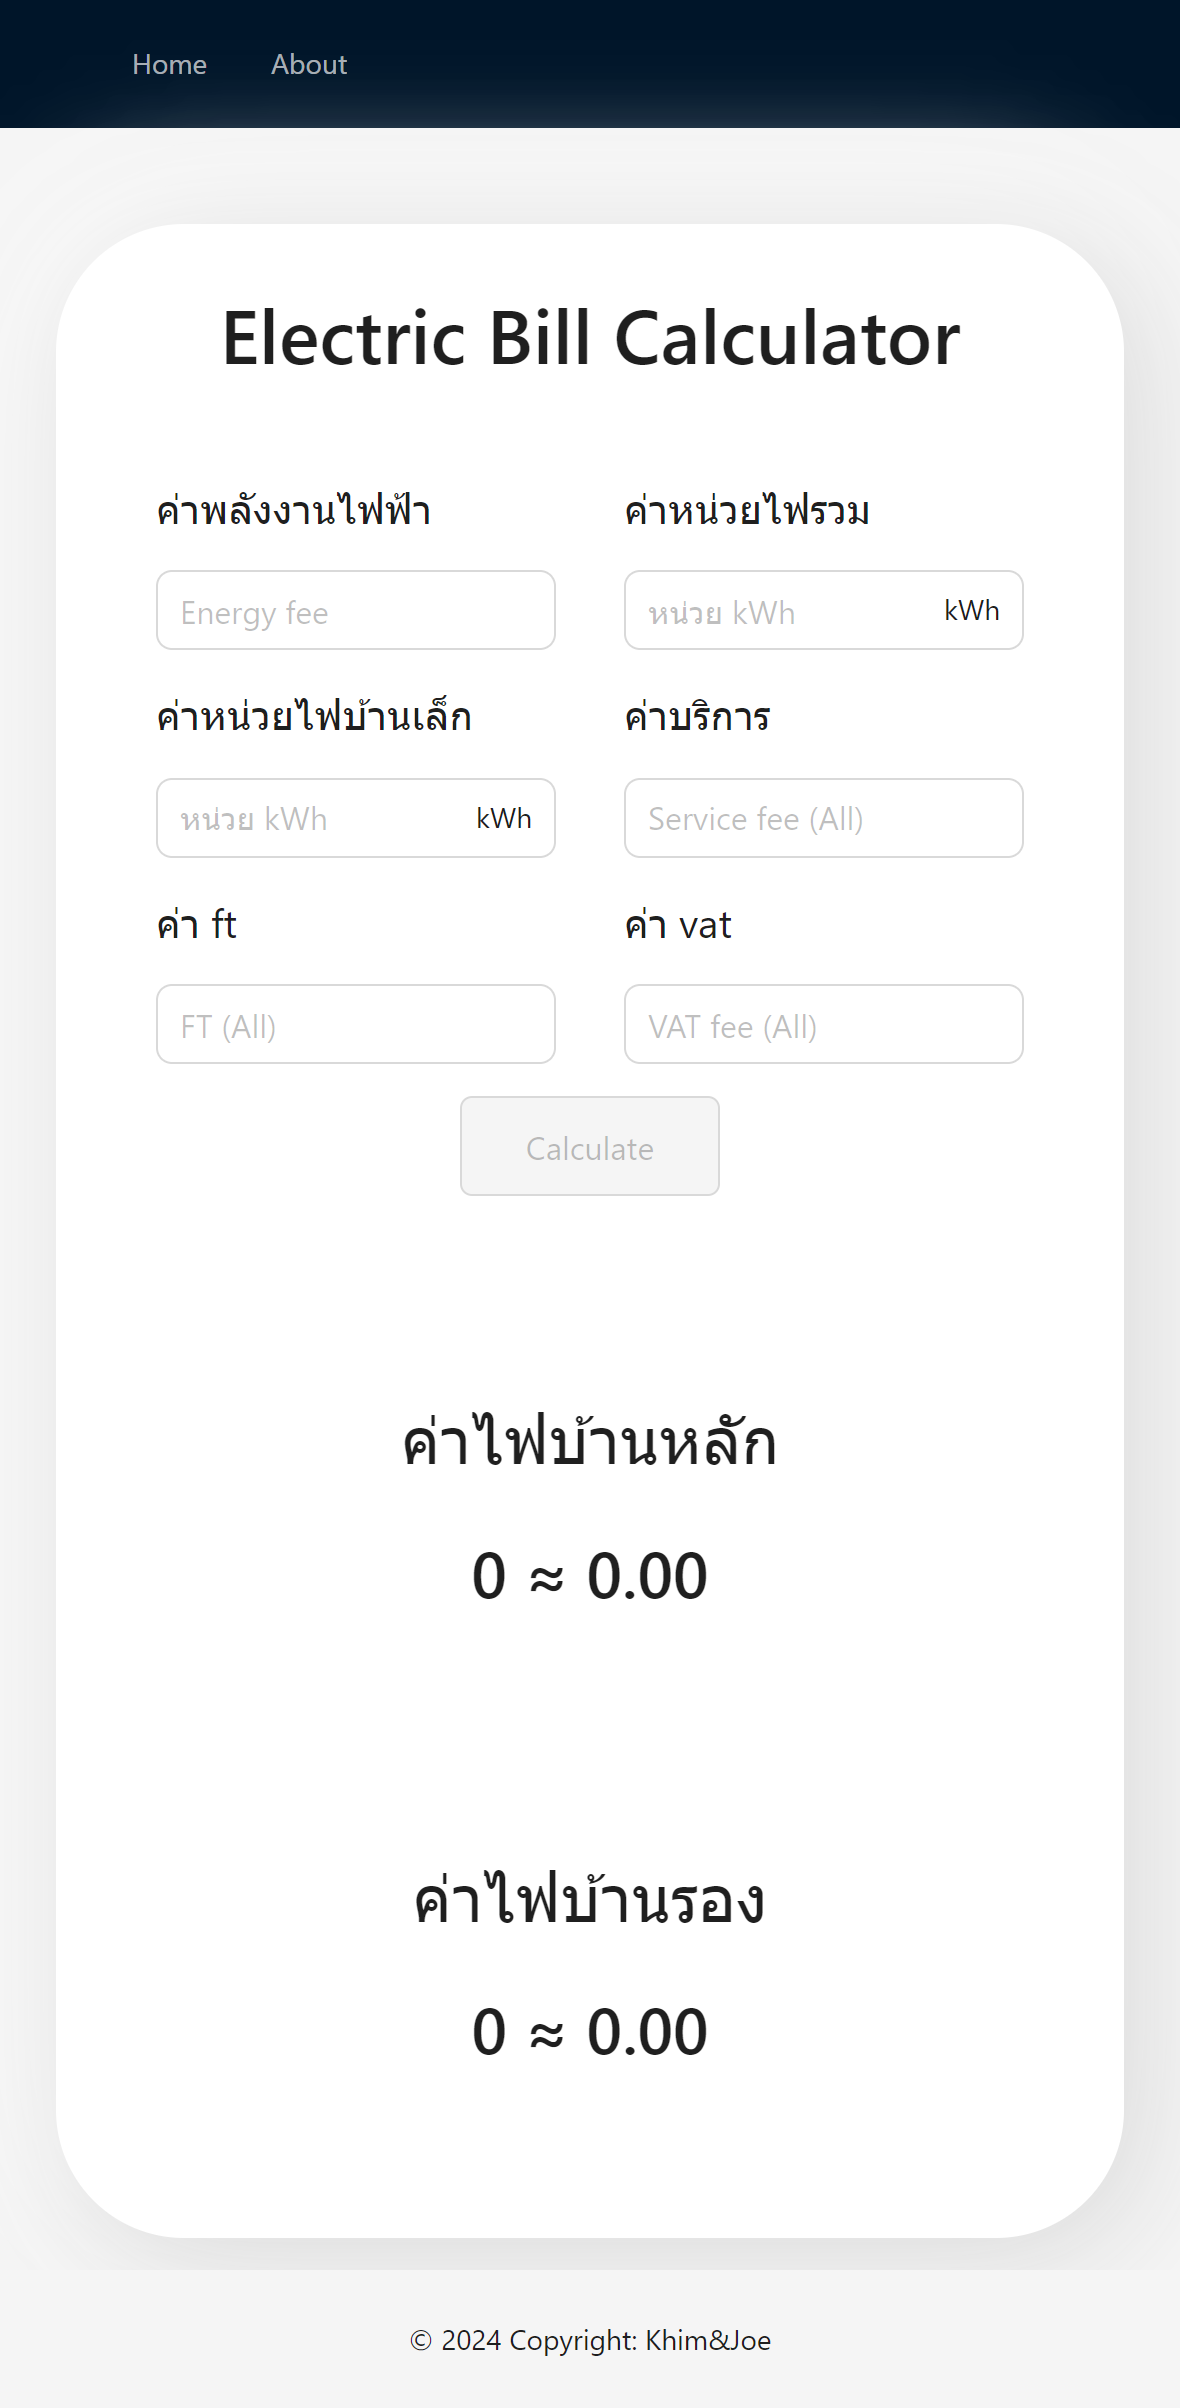 Home About
Electric Bill Calculator
ค่าพลังงานไฟฟ้า ค่าหน่วยไฟรวม
Energy fee หน่วย kWh kWh
ค่าหน่วยไฟบ้านเล็ก ค่าบริการ
หน่วย kWh kWh Service fee (All)
ค่า ft ค่า vat
FT (All) VAT fee (All)
Calculate
ค่าไฟบ้านหลัก
0 ≈ 0.00
ค่าไฟบ้านรอง
0 ≈ 0.00
© 2024 Copyright: Khim&Joe